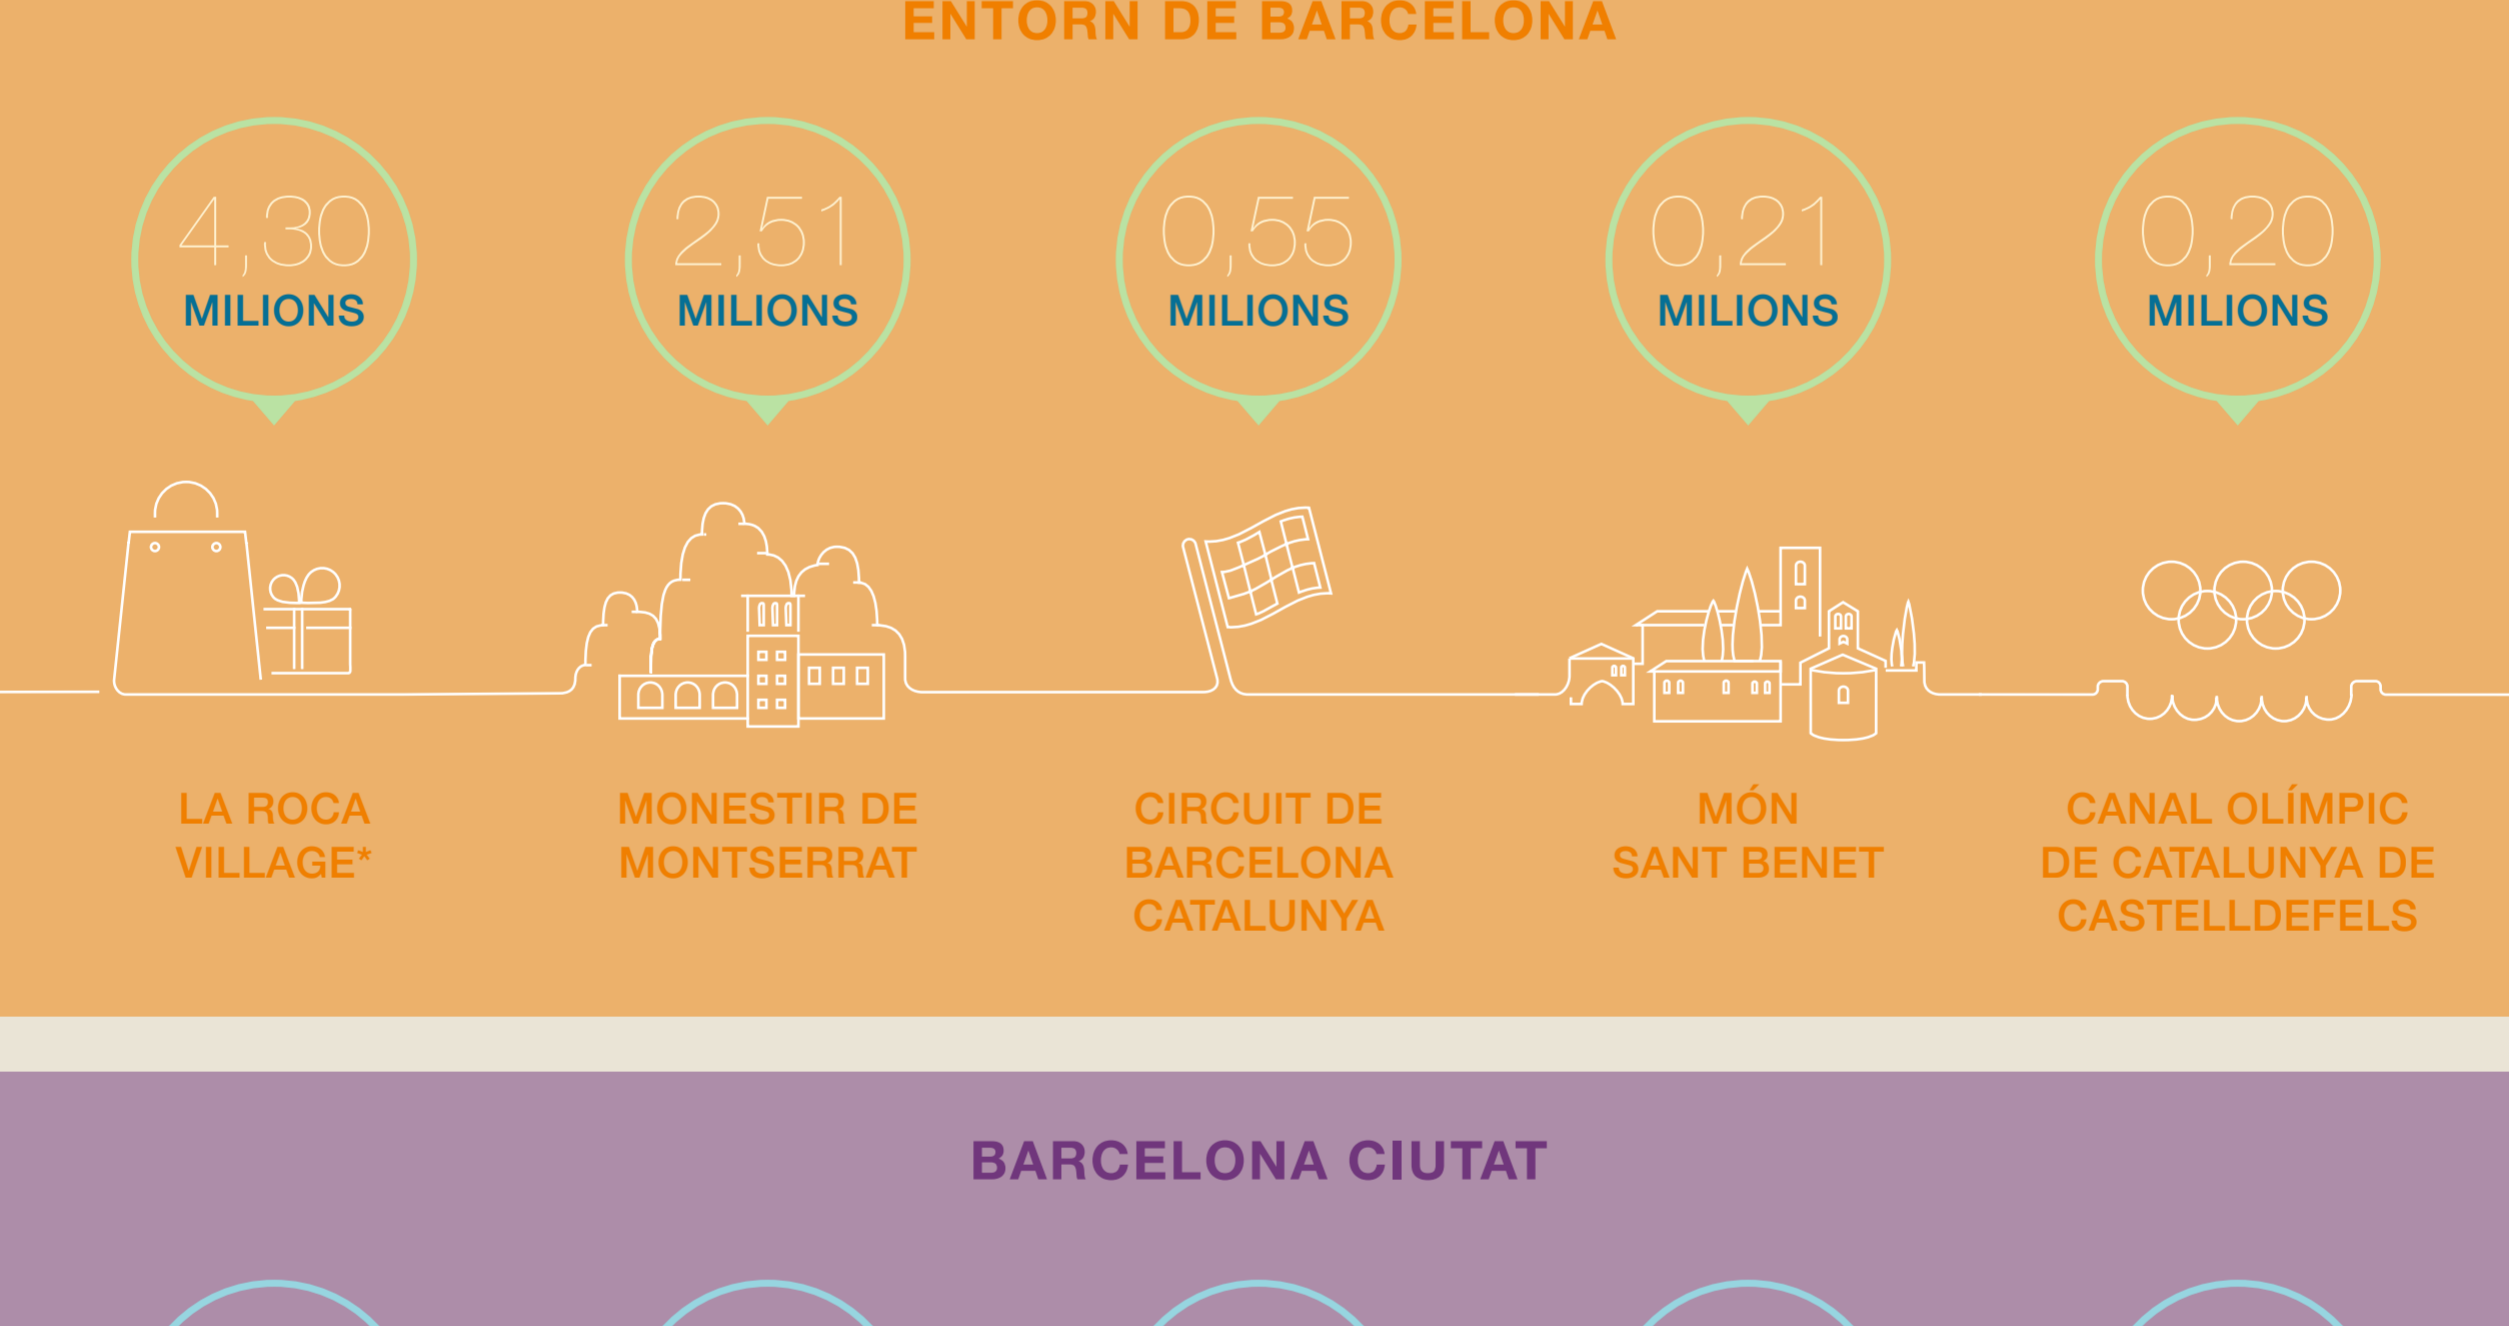 ENTORN DE BARCELONA
4,30
MILIONS
2,51
MILIONS
0,55
MILIONS
0,21
MILIONS
0,20
MILIONS
LA ROCA
VILLAGE*
MONESTIR DE
MONTSERRAT
CIRCUIT DE
BARCELONA
CATALUNYA
MÓN
SANT BENET
CANAL OLÍMPIC
DE CATALUNYA DE
CASTELLDEFELS
BARCELONA CIUTAT